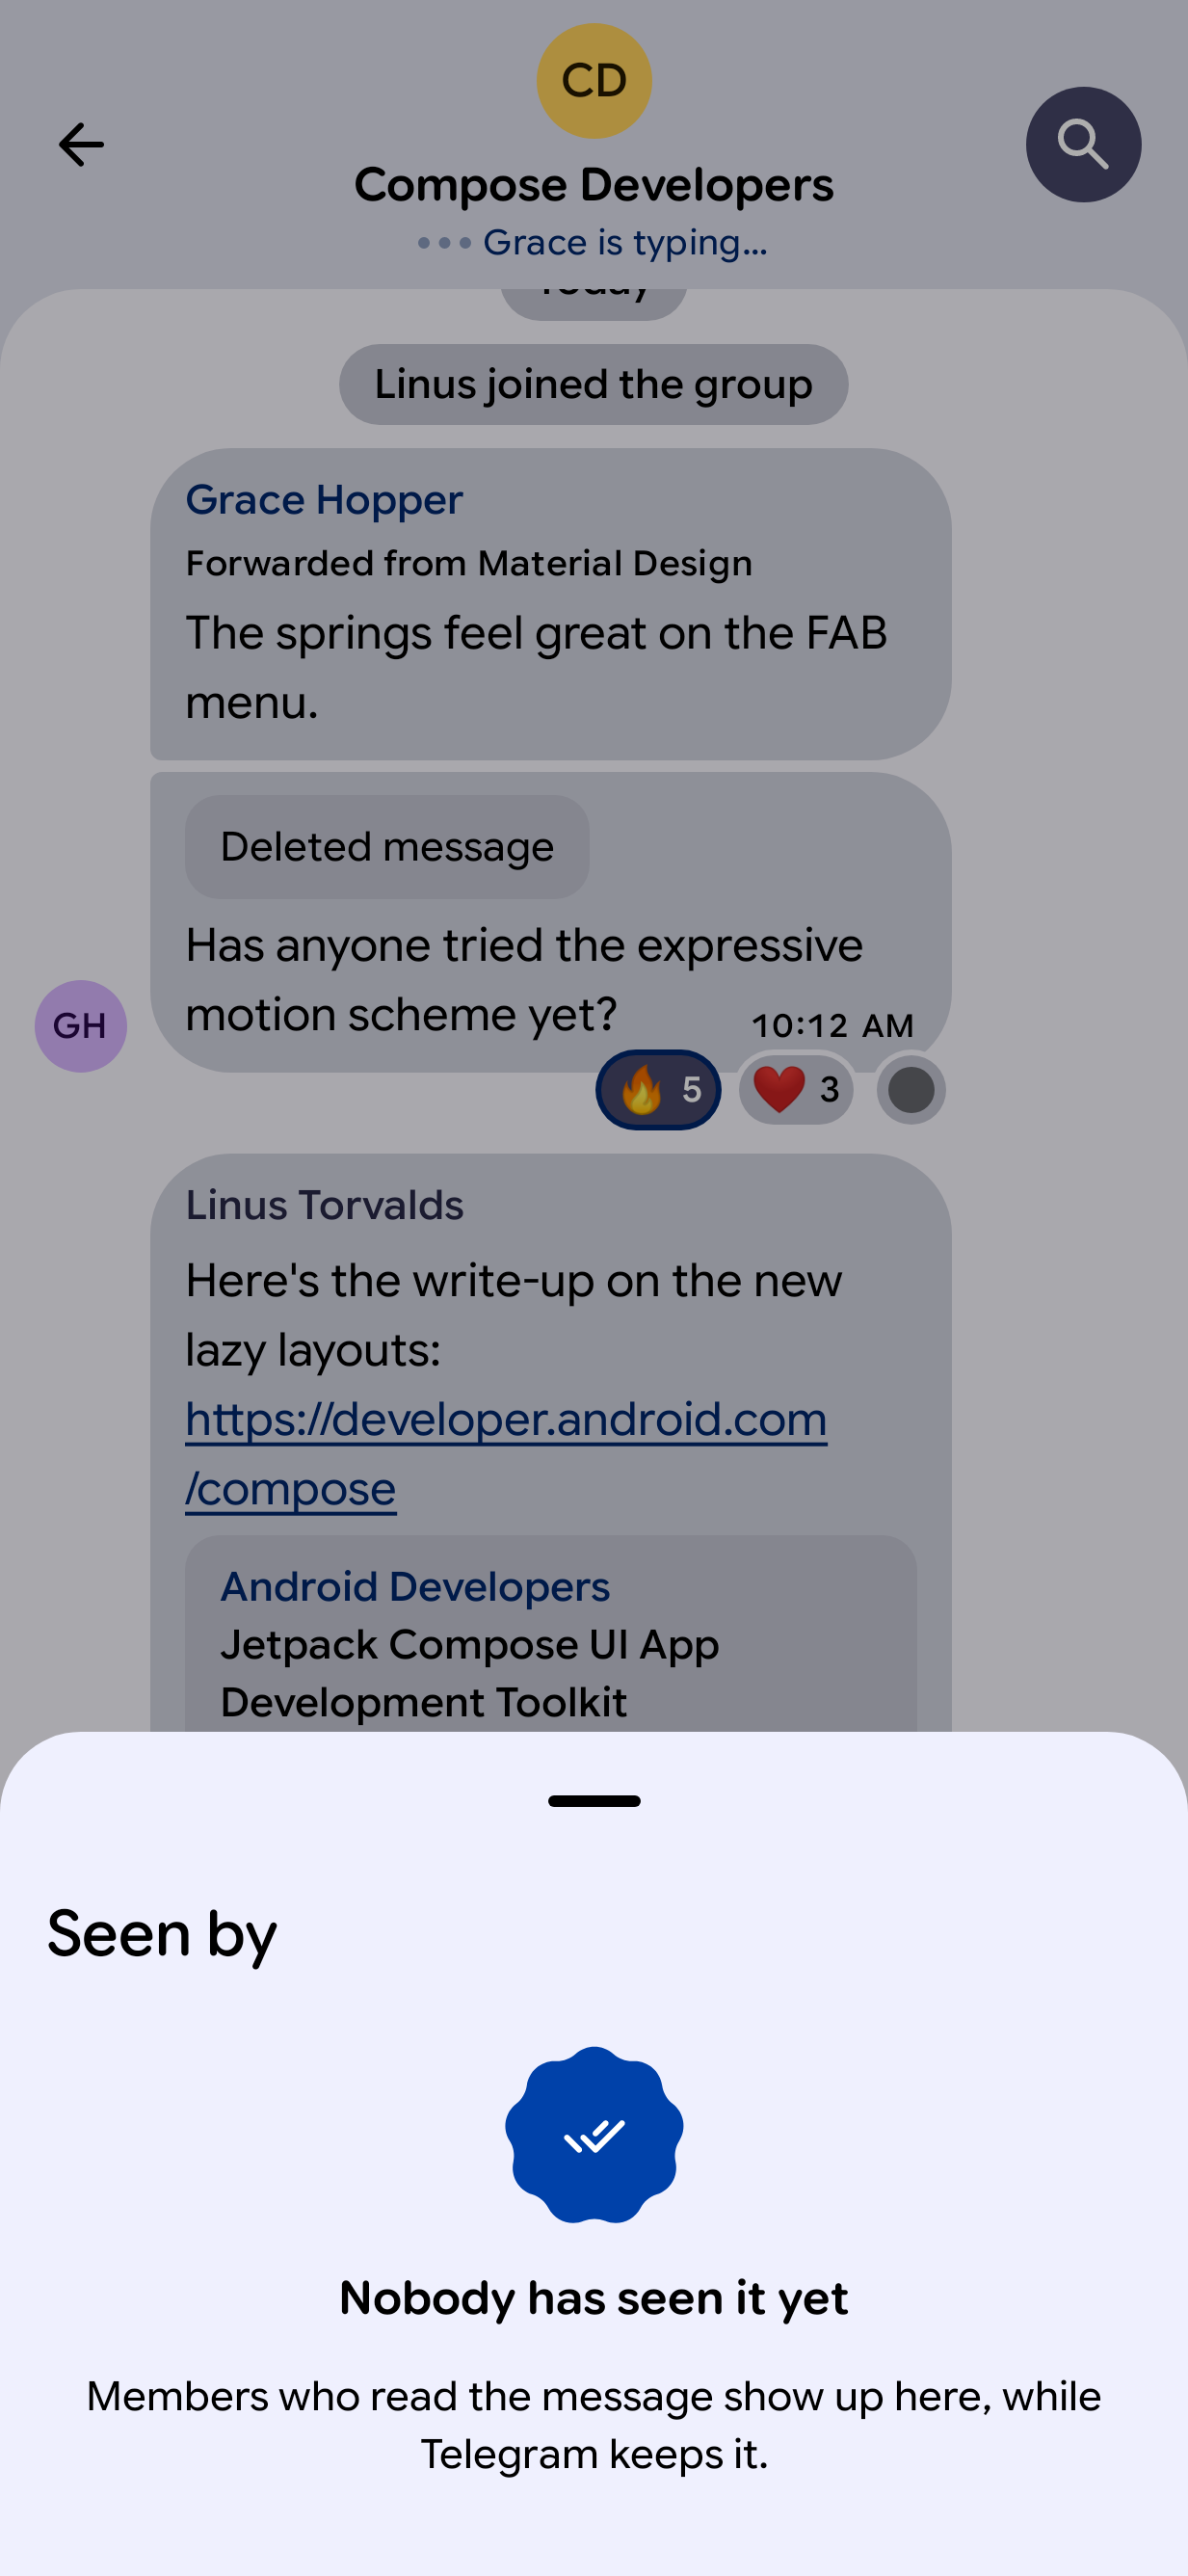 CD
Compose Developers
Grace is typing...
Today
Linus joined the group
Grace Hopper
Forwarded from Material Design
The springs feel great on the FAB
menu.
Deleted message
Has anyone tried the expressive
motion scheme yet?
10:12 AM
GH
🔥 5
❤️ 3
Linus Torvalds
Here's the write-up on the new
lazy layouts:
https://developer.android.com
/compose
Android Developers
Jetpack Compose UI App
Development Toolkit
Seen by
Nobody has seen it yet
Members who read the message show up here, while
Telegram keeps it.